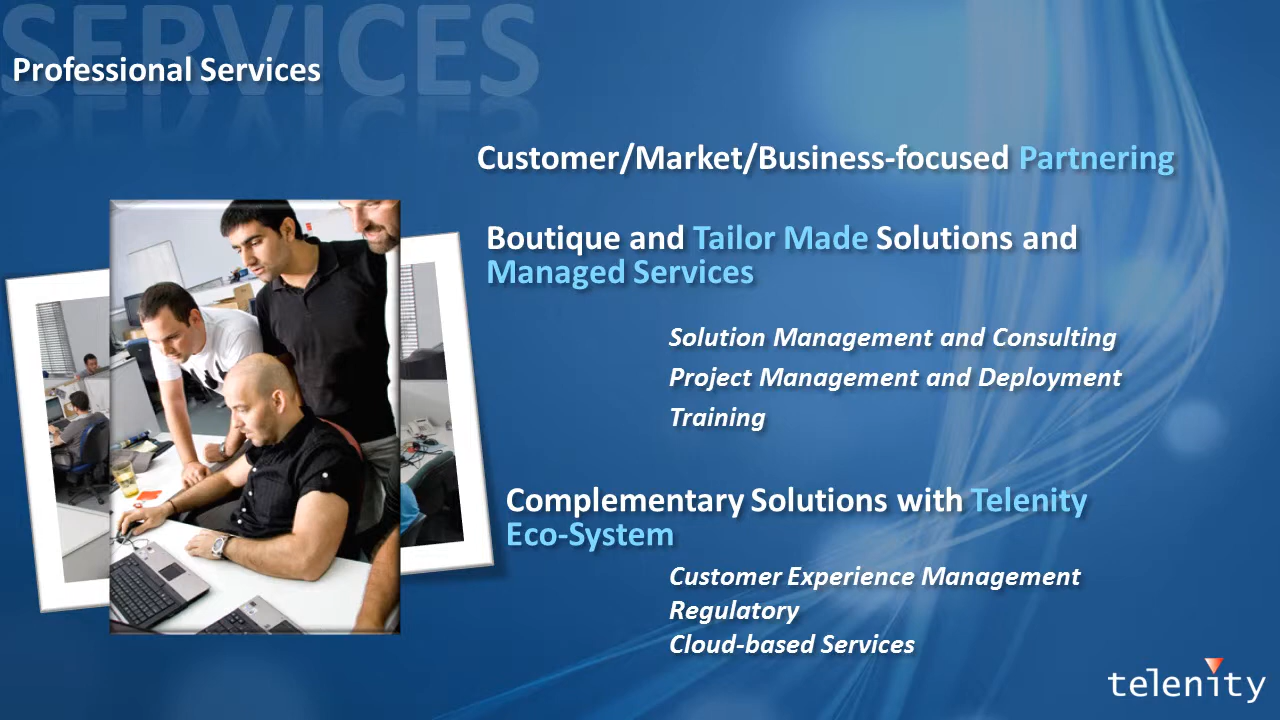 SERVICES
Professional Services
Customer/Market/Business-focused Partnering
Boutique and Tailor Made Solutions and
Managed Services
Solution Management and Consulting
Project Management and Deployment
Training
Complementary Solutions with Telenity
Eco-System
Customer Experience Management
Regulatory
Cloud-based Services
telenity